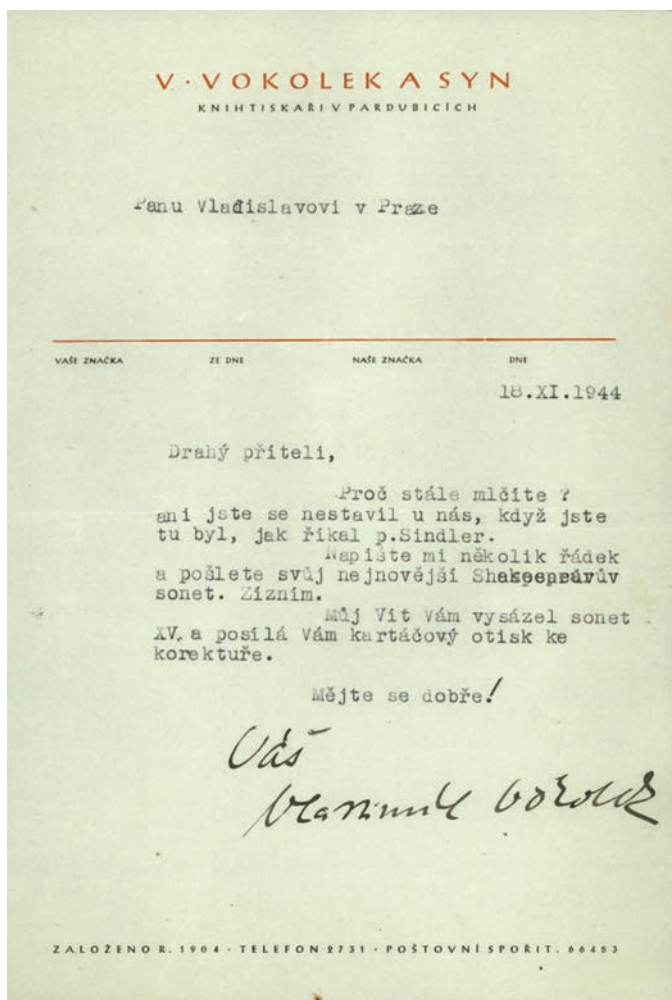 V · VOKOLEK A SYN
KNIHTISKAŘI V PARDUBICÍCH
Panu Vladislavovi v Praze
VAŠE ZNAČKA ZE DNE NAŠE ZNAČKA DNE
18.XI.1944
Drahý příteli,
Proč stále mlčíte ?
ani jste se nestavil u nás, když jste
tu byl, jak říkal p.Sindler.
Napište mi několik řádek
a pošlete svůj nejnovější Shakespearův
sonet. Žízním.
Můj Vít Vám vysázel sonet
XV. a posílá Vám kartáčový otisk ke
korektuře.
Mějte se dobře!
Váš
Vlastimil Vokolek
ZALOŽENO R. 1904 · TELEFON 2731 · POŠTOVNÍ SPOŘIT. 66453